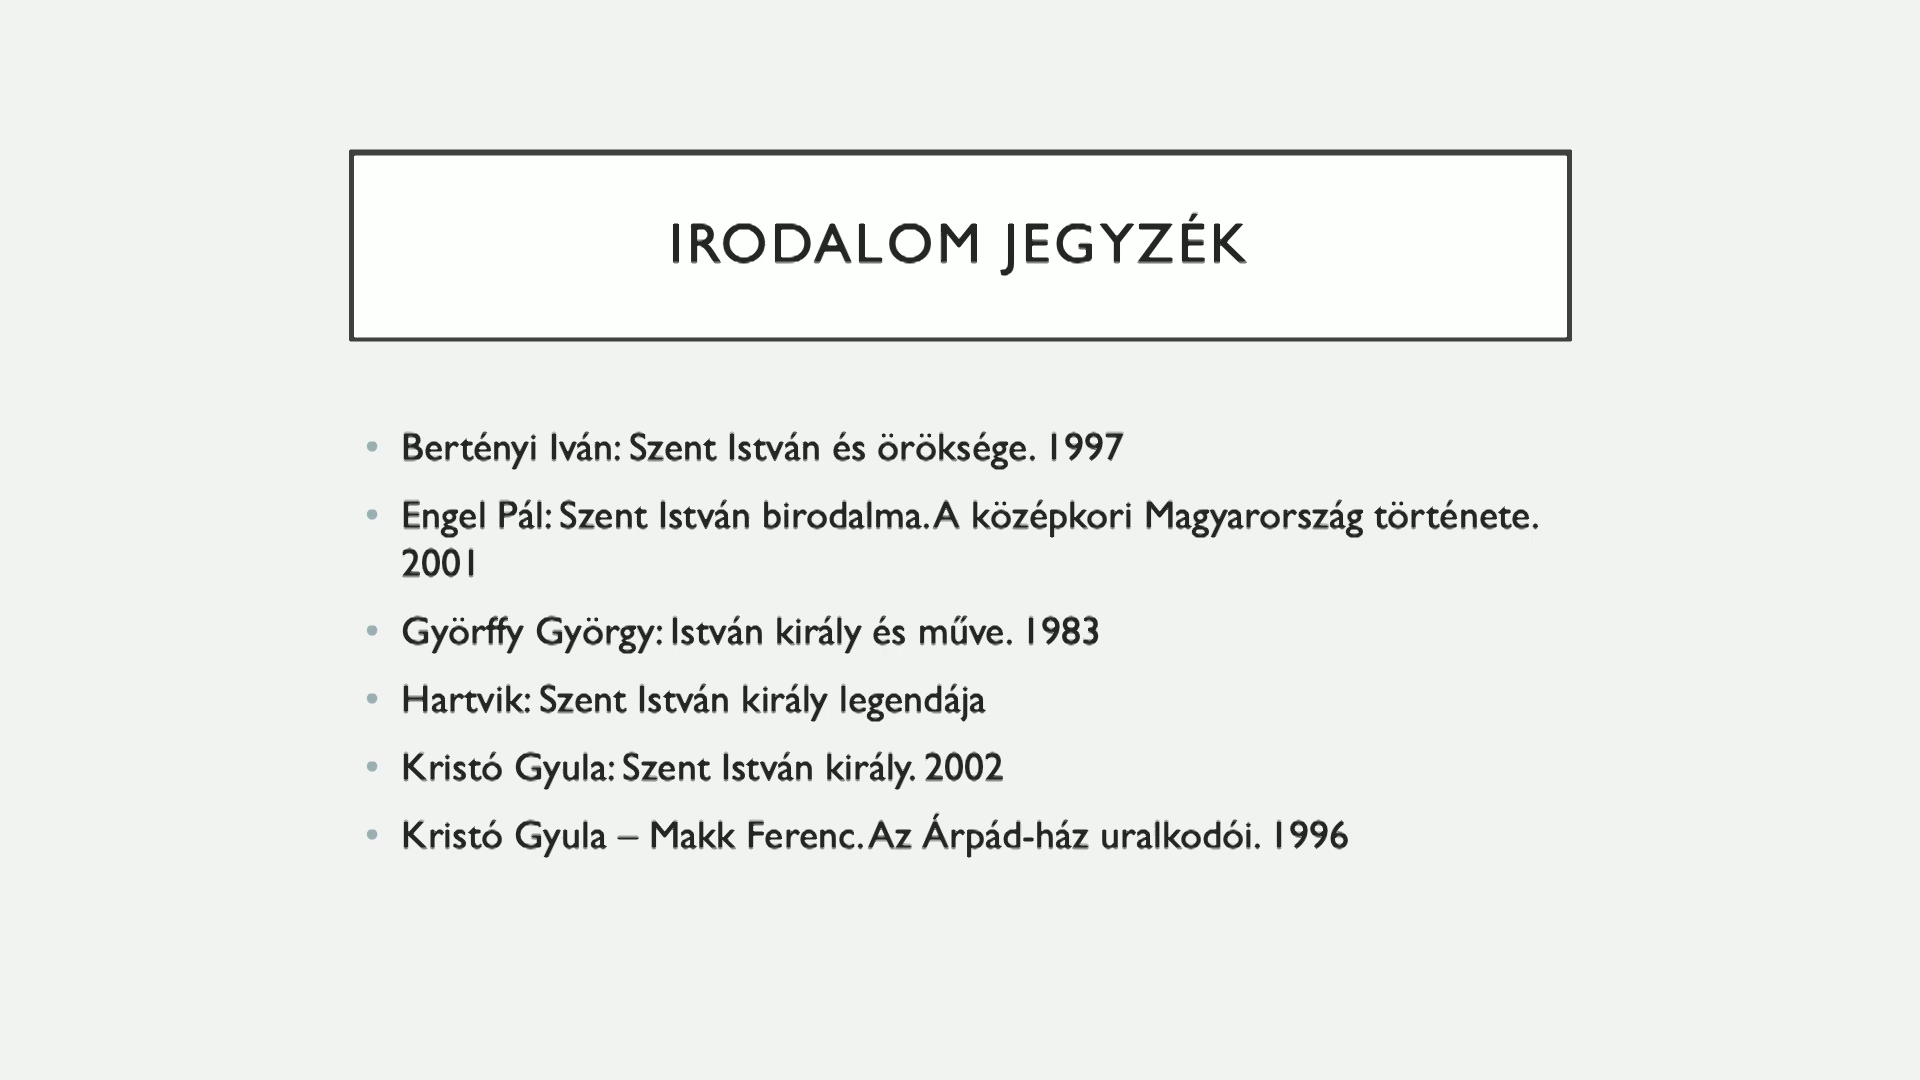 IRODALOM JEGYZÉK
• Bertényi Iván: Szent István és öröksége. 1997
• Engel Pál: Szent István birodalma. A középkori Magyarország története.
2001
• Györffy György: István király és műve. 1983
• Hartvik: Szent István király legendája
• Kristó Gyula: Szent István király. 2002
• Kristó Gyula – Makk Ferenc. Az Árpád-ház uralkodói. 1996